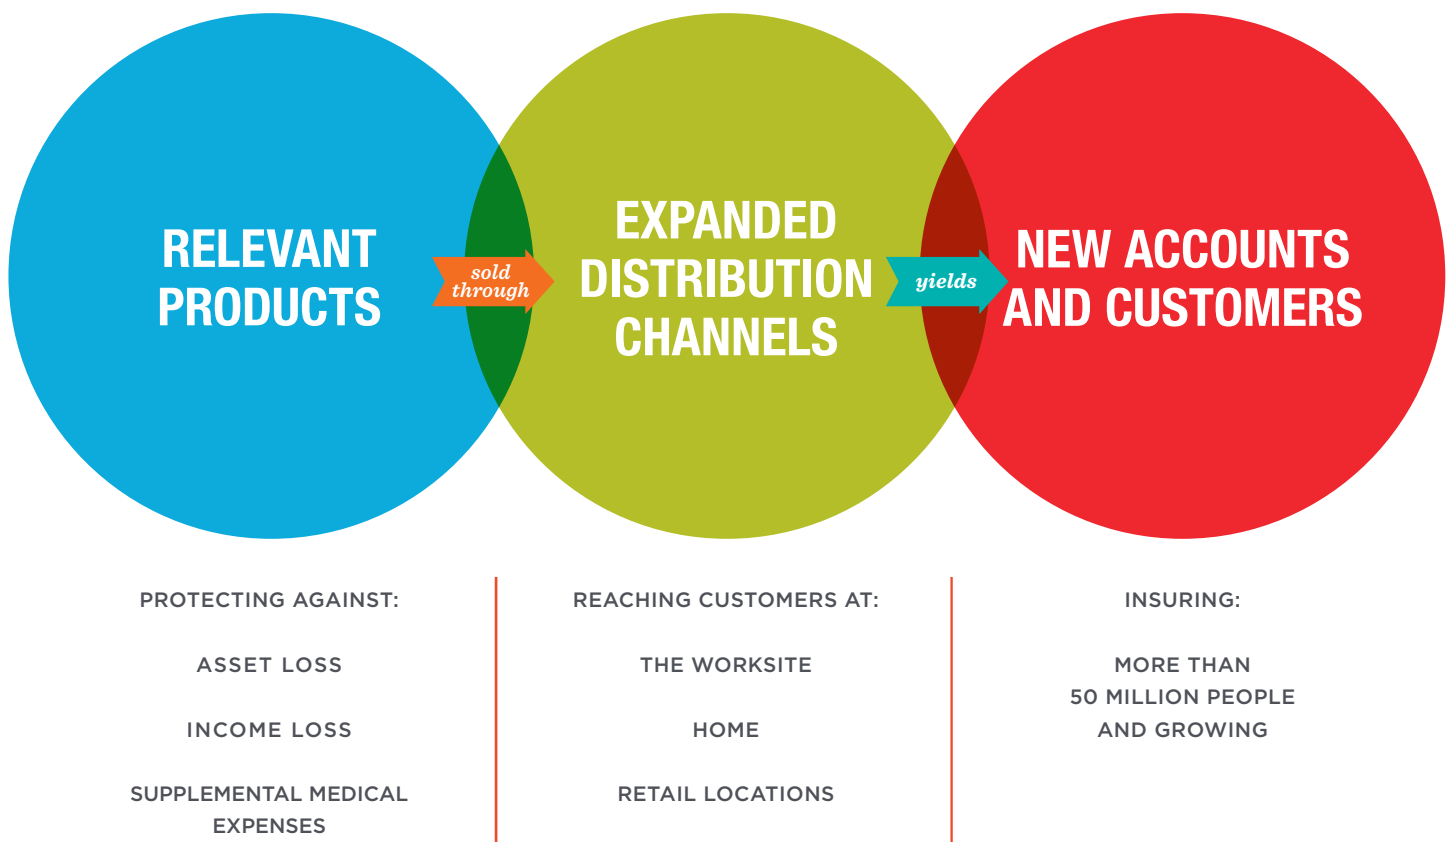 RELEVANT
PRODUCTS
sold
through
EXPANDED
DISTRIBUTION
CHANNELS
yields
NEW ACCOUNTS
AND CUSTOMERS
PROTECTING AGAINST:
ASSET LOSS
INCOME LOSS
SUPPLEMENTAL MEDICAL
EXPENSES
REACHING CUSTOMERS AT:
THE WORKSITE
HOME
RETAIL LOCATIONS
INSURING:
MORE THAN
50 MILLION PEOPLE
AND GROWING